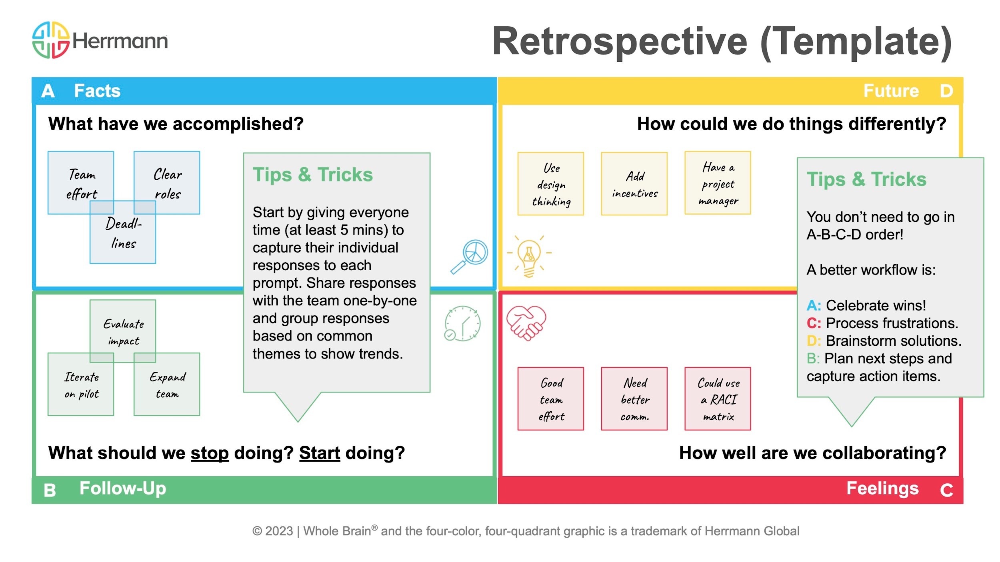 Herrmann
Retrospective (Template)
A Facts
What have we accomplished?
Team
effort
Clear
roles
Deadl-
lines
Tips & Tricks
Start by giving everyone
time (at least 5 mins) to
capture their individual
responses to each
prompt. Share responses
with the team one-by-one
and group responses
based on common
themes to show trends.
Future D
How could we do things differently?
Use
design
thinking
Add
incentives
Have a
project
manager
Tips & Tricks
You don’t need to go in
A-B-C-D order!
A better workflow is:
A: Celebrate wins!
C: Process frustrations.
D: Brainstorm solutions.
B: Plan next steps and
capture action items.
Evaluate
impact
Iterate
on pilot
Expand
team
What should we stop doing? Start doing?
B Follow-Up
Good
team
effort
Need
better
comm.
Could use
a RACI
matrix
How well are we collaborating?
Feelings C
© 2023 | Whole Brain® and the four-color, four-quadrant graphic is a trademark of Herrmann Global